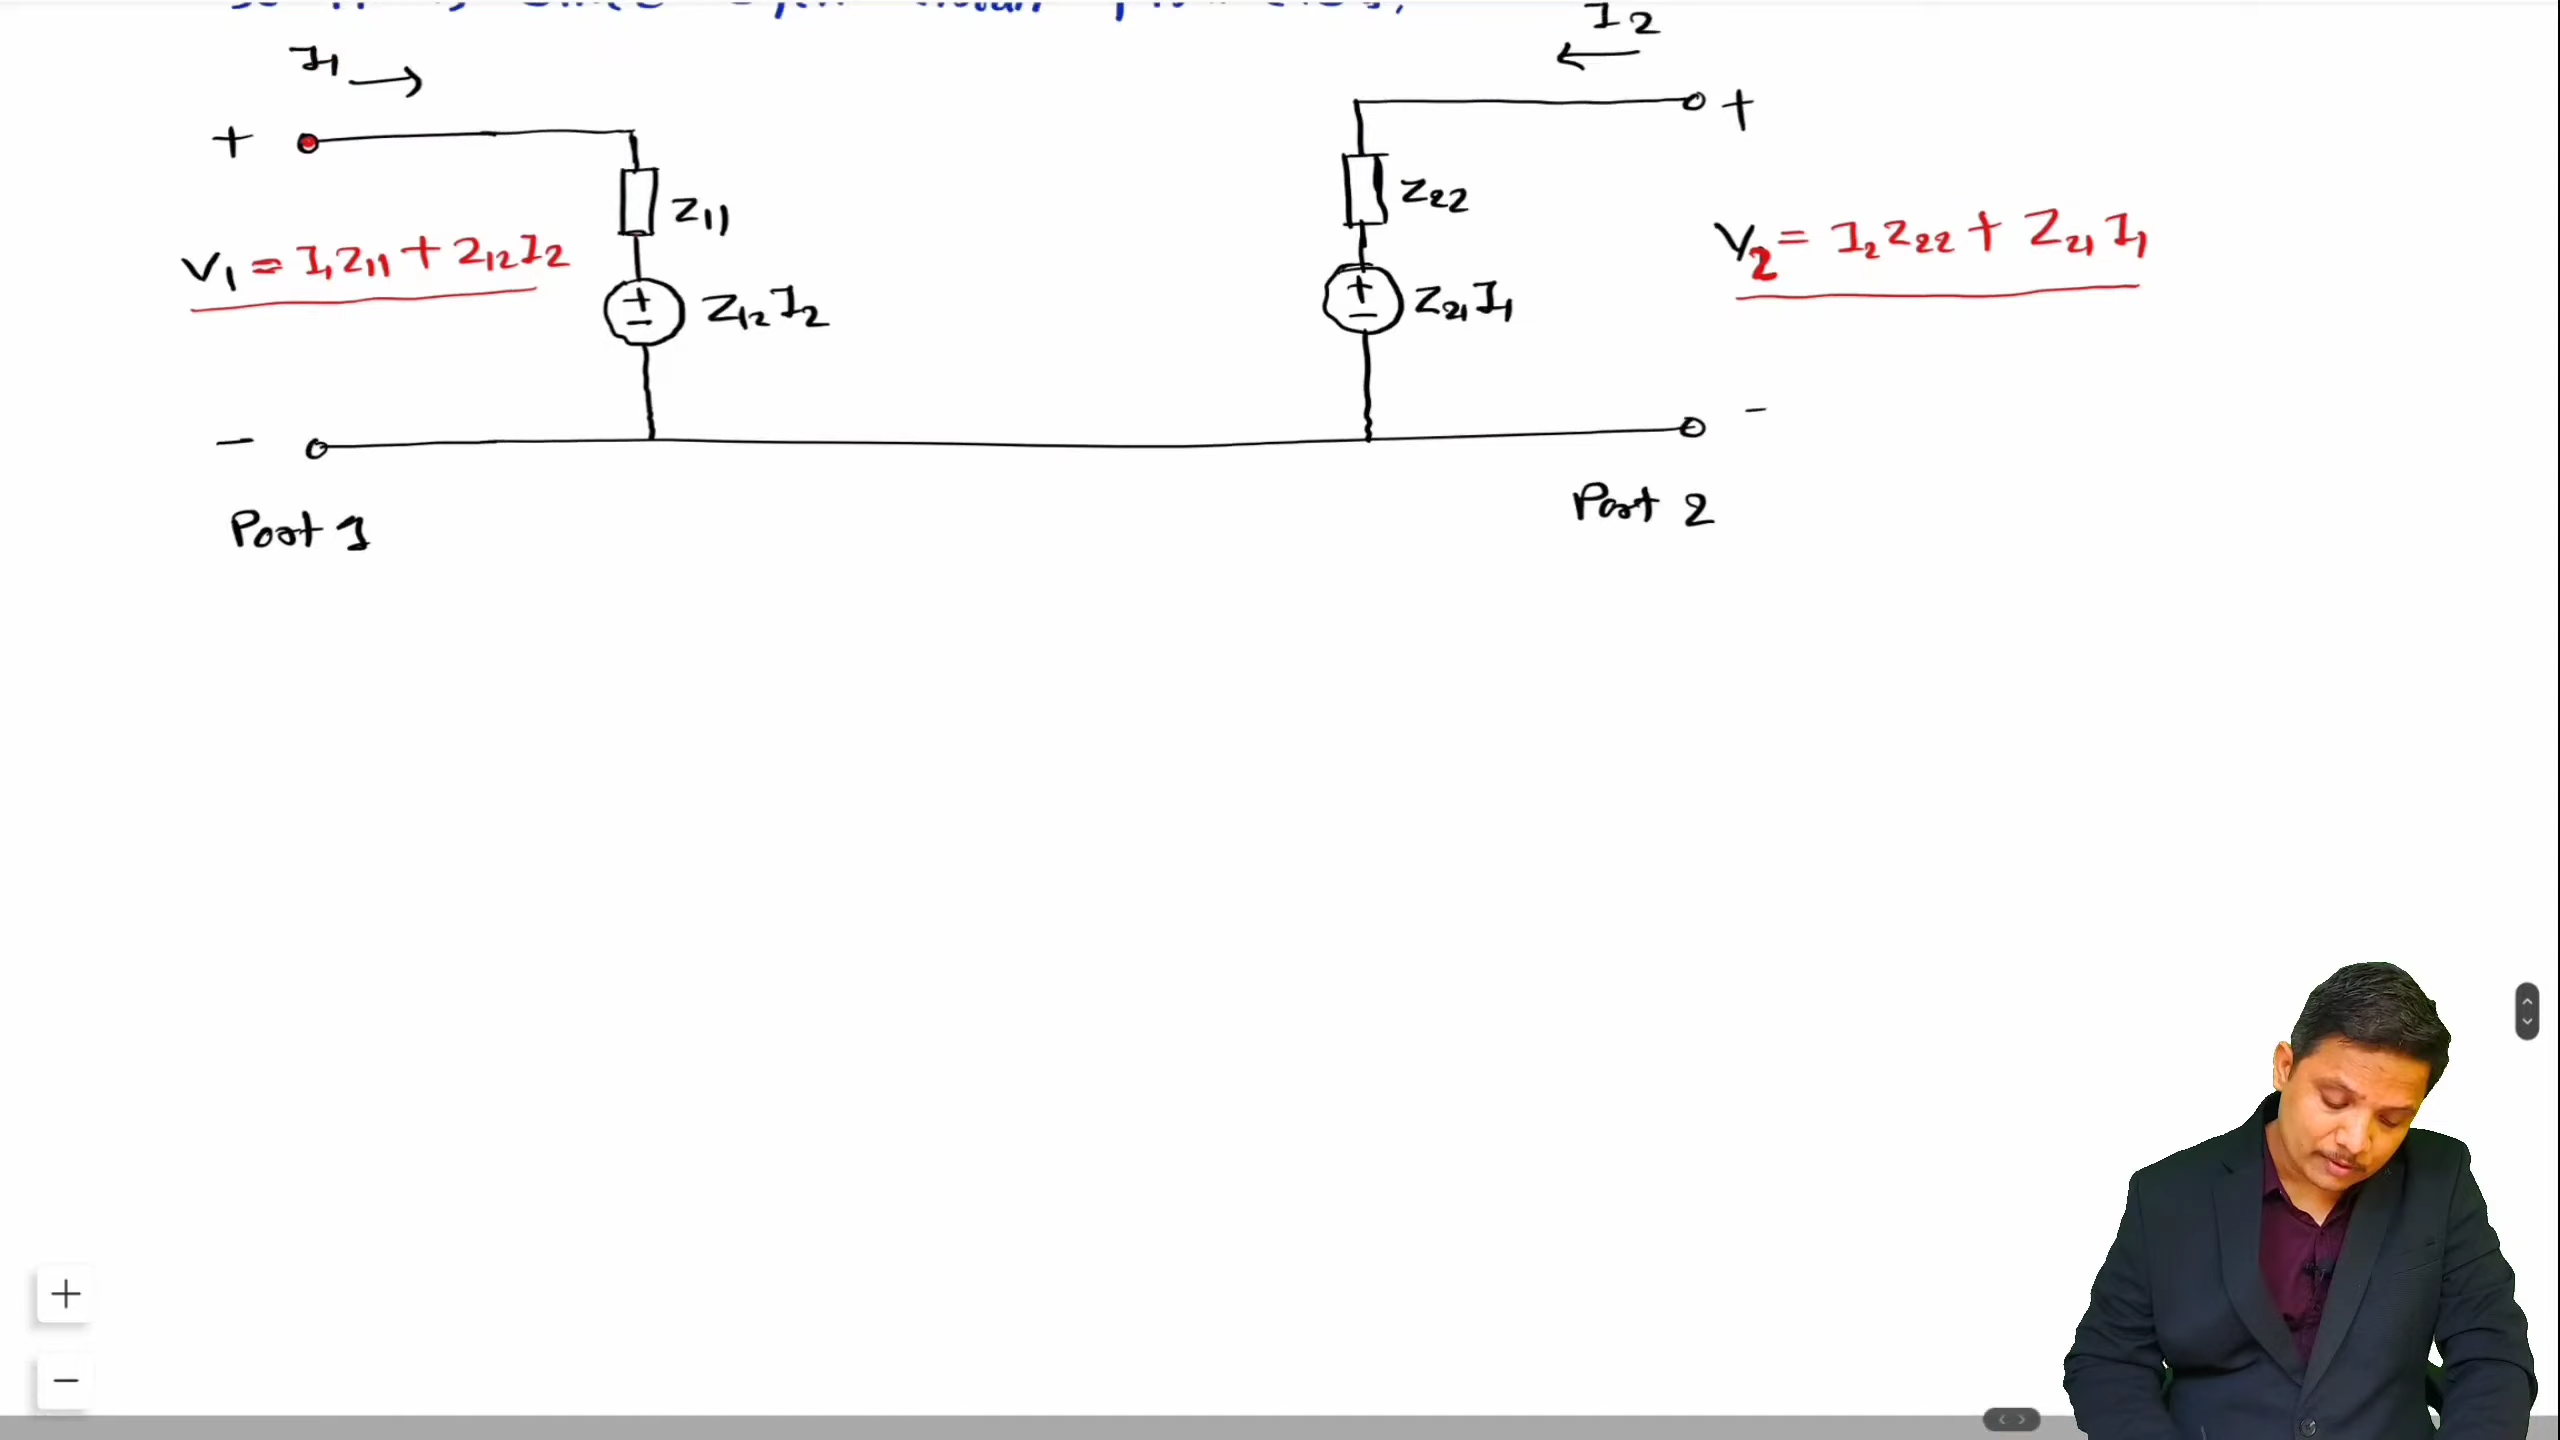 I1 →
I2
←
+
+
Z11
Z22
V1 = I1Z11 + Z12I2
V2 = I2Z22 + Z21I1
+
−
Z12I2
+
−
Z21I1
−
−
Port 1
Port 2
+
−